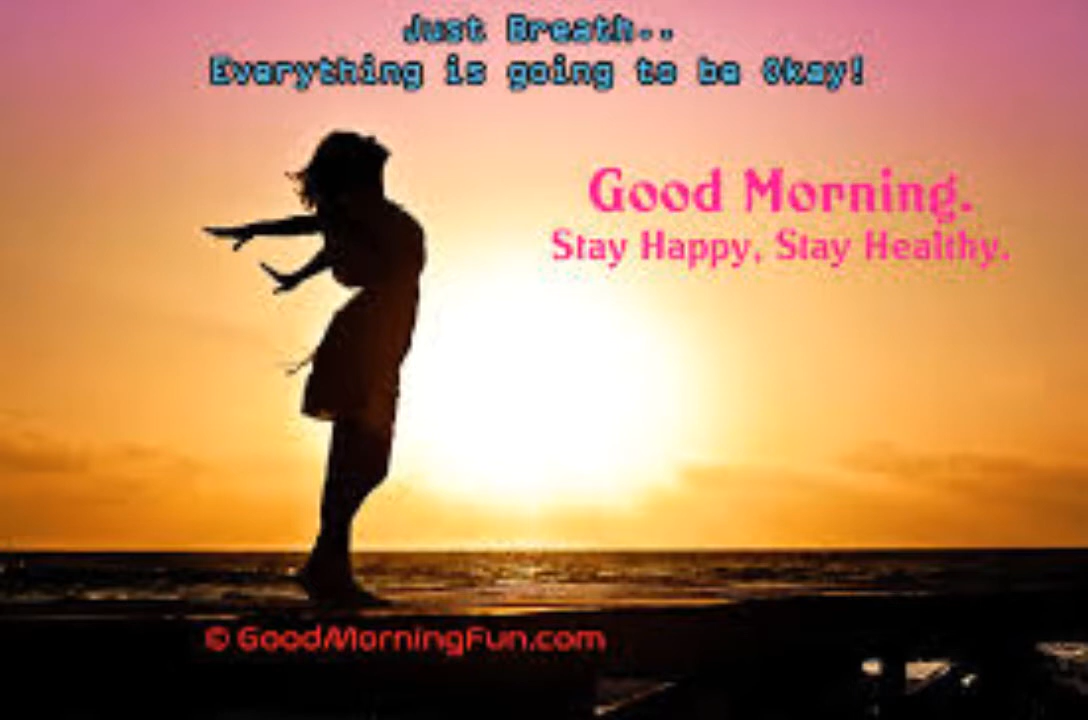 Just Breath--
Everything is going to be Okay!
Good Morning.
Stay Happy, Stay Healthy.
© GoodMorningFun.com